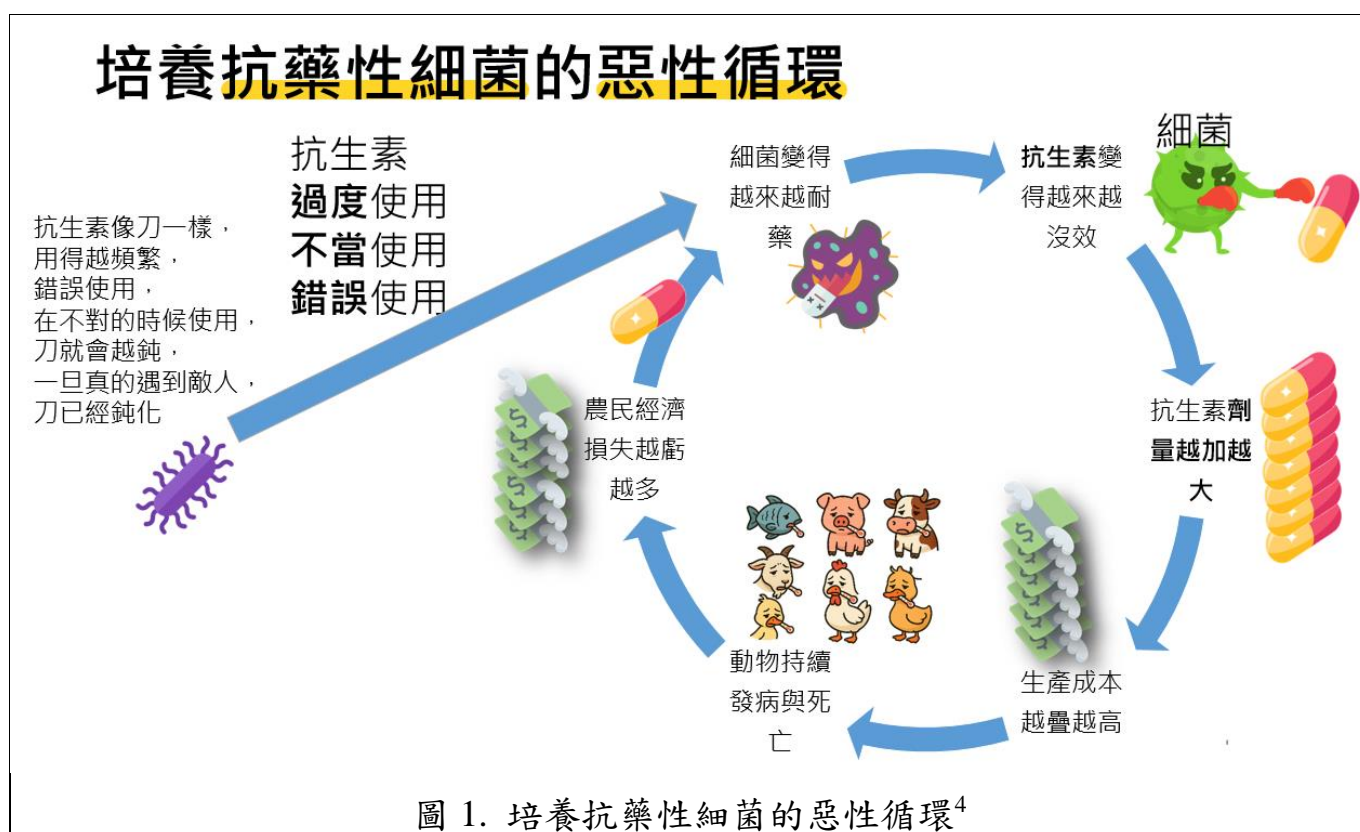 培養抗藥性細菌的惡性循環
抗生素像刀一樣，
用得越頻繁，
錯誤使用，
在不對的時候使用，
刀就會越鈍，
一旦真的遇到敵人，
刀已經鈍化
抗生素
過度使用
不當使用
錯誤使用
細菌變得
越來越耐
藥
抗生素變
得越來越
沒效
細菌
抗生素劑
量越加越
大
生產成本
越疊越高
動物持續
發病與死
亡
農民經濟
損失越虧
越多
圖 1. 培養抗藥性細菌的惡性循環4